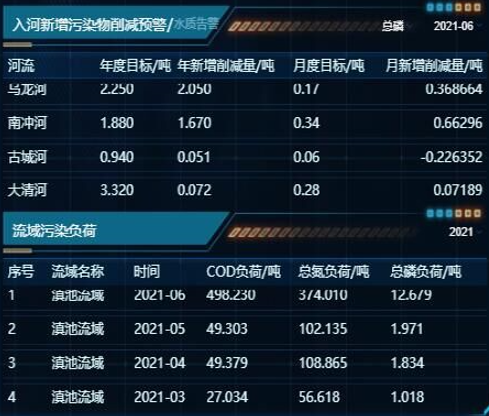 入河新增污染物削减预警/水质告警 总磷 2021-06
河流 年度目标/吨 年新增削减量/吨 月度目标/吨 月新增削减量/吨
乌龙河 2.250 2.050 0.17 0.368664
南冲河 1.880 1.670 0.34 0.66296
古城河 0.940 0.051 0.06 -0.226352
大清河 3.320 0.072 0.28 0.07189
流域污染负荷 2021
序号 流域名称 时间 COD负荷/吨 总氮负荷/吨 总磷负荷/吨
1 滇池流域 2021-06 498.230 374.010 12.679
2 滇池流域 2021-05 49.303 102.135 1.971
3 滇池流域 2021-04 49.379 108.865 1.834
4 滇池流域 2021-03 27.034 56.618 1.018